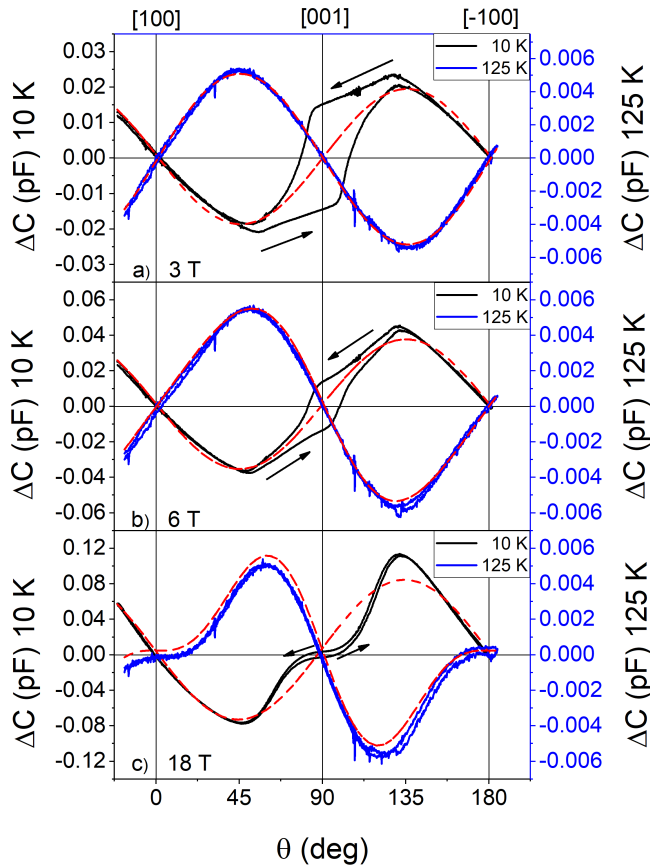 [100] [001] [-100]
10 K
125 K
0.03
0.02
0.01
0.00
-0.01
-0.02
-0.03
ΔC (pF) 10 K
a) 3 T
0.006
0.004
0.002
0.000
-0.002
-0.004
-0.006
ΔC (pF) 125 K
10 K
125 K
0.06
0.04
0.02
0.00
-0.02
-0.04
-0.06
ΔC (pF) 10 K
b) 6 T
0.006
0.004
0.002
0.000
-0.002
-0.004
-0.006
ΔC (pF) 125 K
10 K
125 K
0.12
0.08
0.04
0.00
-0.04
-0.08
-0.12
ΔC (pF) 10 K
c) 18 T
0.006
0.004
0.002
0.000
-0.002
-0.004
-0.006
ΔC (pF) 125 K
0 45 90 135 180
θ (deg)